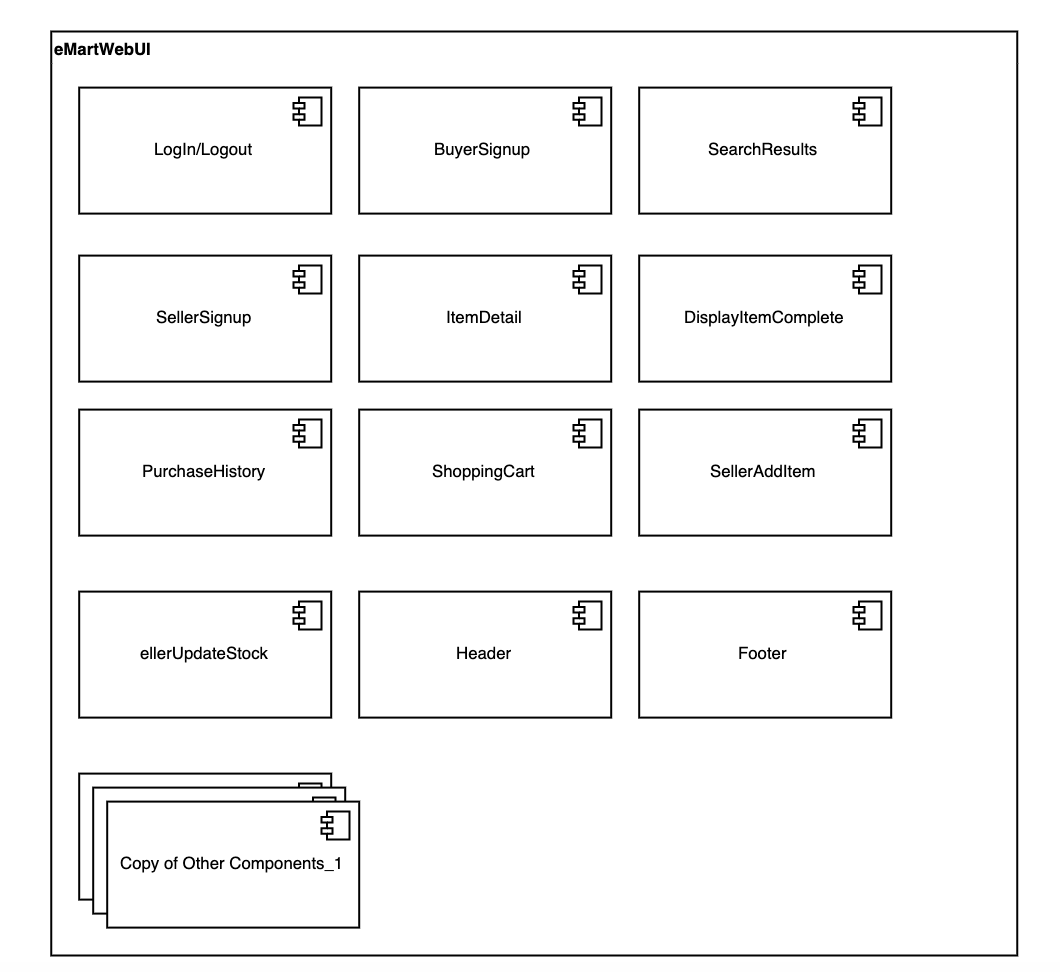 eMartWebUI
LogIn/Logout
BuyerSignup
SearchResults
SellerSignup
ItemDetail
DisplayItemComplete
PurchaseHistory
ShoppingCart
SellerAddItem
ellerUpdateStock
Header
Footer
Copy of Other Components_1